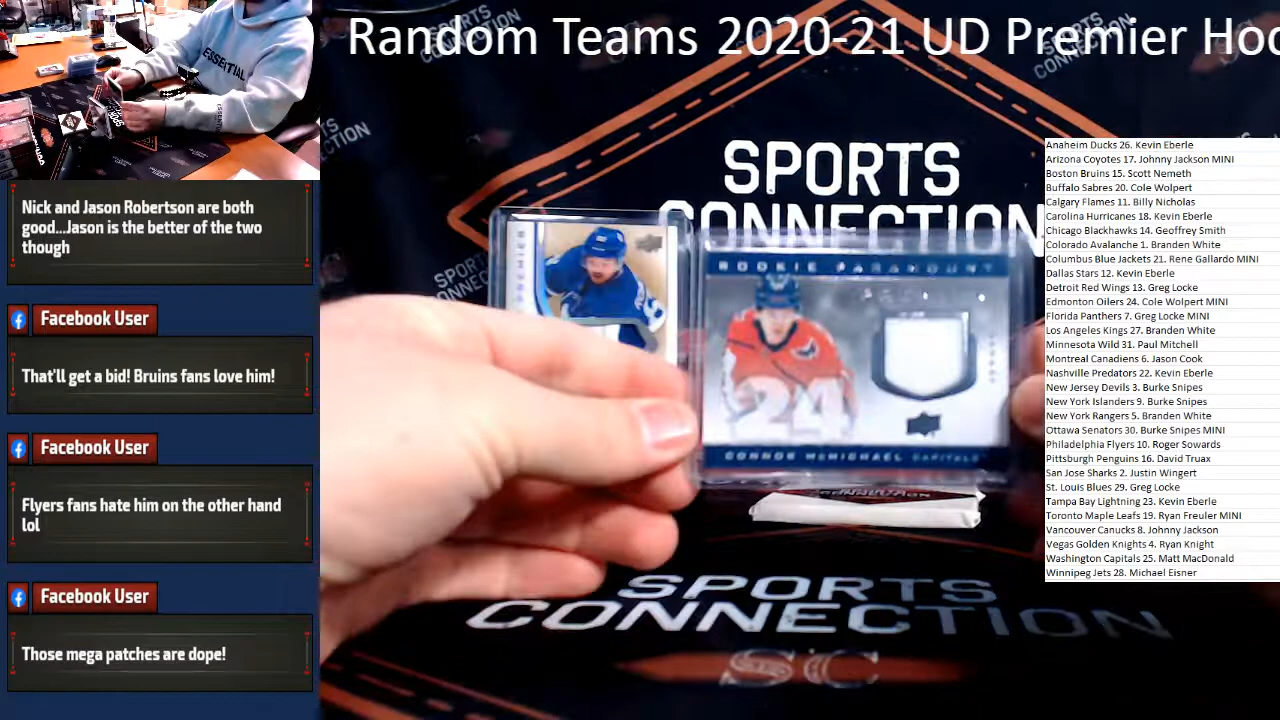 Random Teams 2020-21 UD Premier Hoc
ESSENTIAL
Nick and Jason Robertson are both
good...Jason is the better of the two
though
Facebook User
That'll get a bid! Bruins fans love him!
Facebook User
Flyers fans hate him on the other hand
lol
Facebook User
Those mega patches are dope!
SPORTS
CONNECTION
ROOKIE PARAMOUNT
24
CONNOR McMICHAEL CAPITALS
SPORTS
CONNECTION
SC
Anaheim Ducks 26. Kevin Eberle
Arizona Coyotes 17. Johnny Jackson MINI
Boston Bruins 15. Scott Nemeth
Buffalo Sabres 20. Cole Wolpert
Calgary Flames 11. Billy Nicholas
Carolina Hurricanes 18. Kevin Eberle
Chicago Blackhawks 14. Geoffrey Smith
Colorado Avalanche 1. Branden White
Columbus Blue Jackets 21. Rene Gallardo MINI
Dallas Stars 12. Kevin Eberle
Detroit Red Wings 13. Greg Locke
Edmonton Oilers 24. Cole Wolpert MINI
Florida Panthers 7. Greg Locke MINI
Los Angeles Kings 27. Branden White
Minnesota Wild 31. Paul Mitchell
Montreal Canadiens 6. Jason Cook
Nashville Predators 22. Kevin Eberle
New Jersey Devils 3. Burke Snipes
New York Islanders 9. Burke Snipes
New York Rangers 5. Branden White
Ottawa Senators 30. Burke Snipes MINI
Philadelphia Flyers 10. Roger Sowards
Pittsburgh Penguins 16. David Truax
San Jose Sharks 2. Justin Wingert
St. Louis Blues 29. Greg Locke
Tampa Bay Lightning 23. Kevin Eberle
Toronto Maple Leafs 19. Ryan Freuler MINI
Vancouver Canucks 8. Johnny Jackson
Vegas Golden Knights 4. Ryan Knight
Washington Capitals 25. Matt MacDonald
Winnipeg Jets 28. Michael Eisner